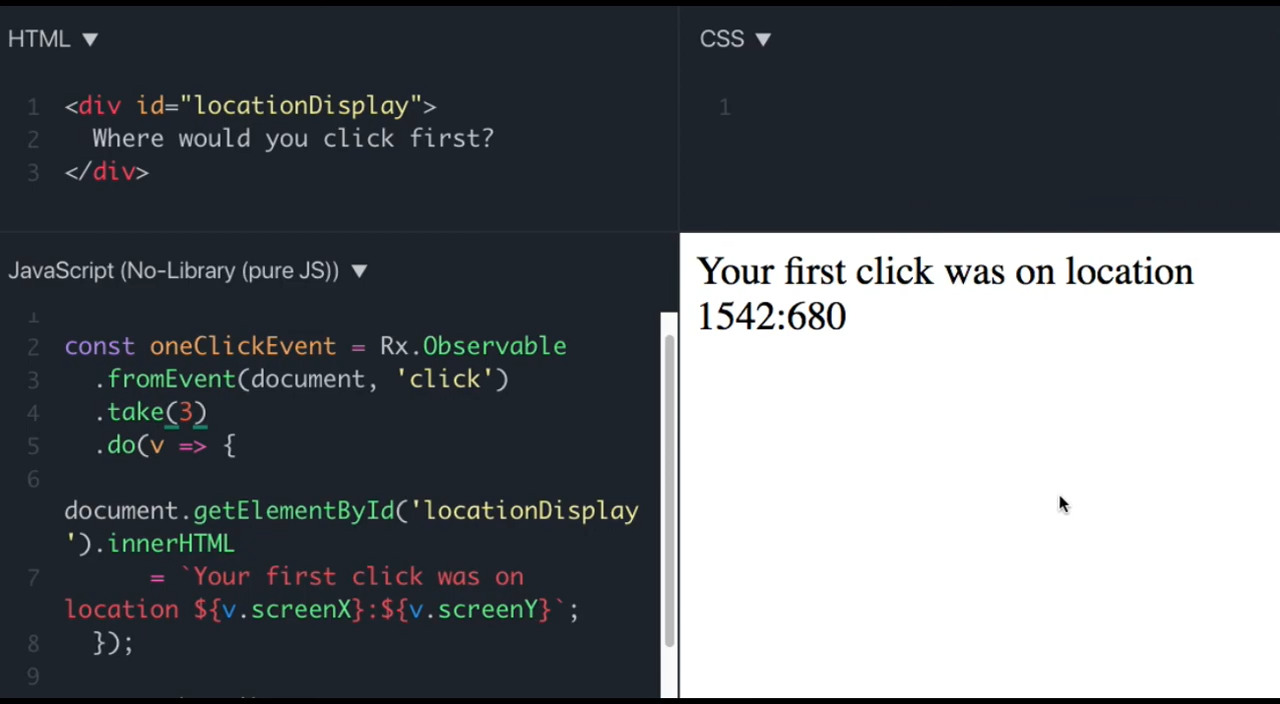 HTML ▼
1 <div id="locationDisplay">
2 Where would you click first?
3 </div>
CSS ▼
1
JavaScript (No-Library (pure JS)) ▼
1
2 const oneClickEvent = Rx.Observable
3 .fromEvent(document, 'click')
4 .take(3)
5 .do(v => {
6
document.getElementById('locationDisplay
').innerHTML
7 = `Your first click was on
location ${v.screenX}:${v.screenY}`;
8 });
9
Your first click was on location
1542:680